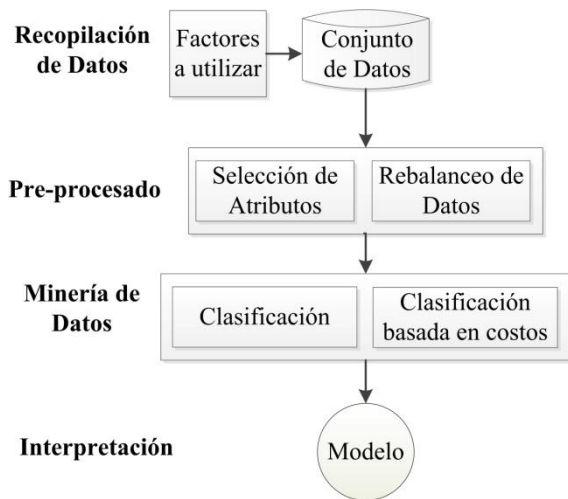 Recopilación
de Datos
Factores
a utilizar
Conjunto
de Datos
Pre-procesado
Selección de
Atributos
Rebalanceo de
Datos
Minería de
Datos
Clasificación
Clasificación
basada en costos
Interpretación
Modelo